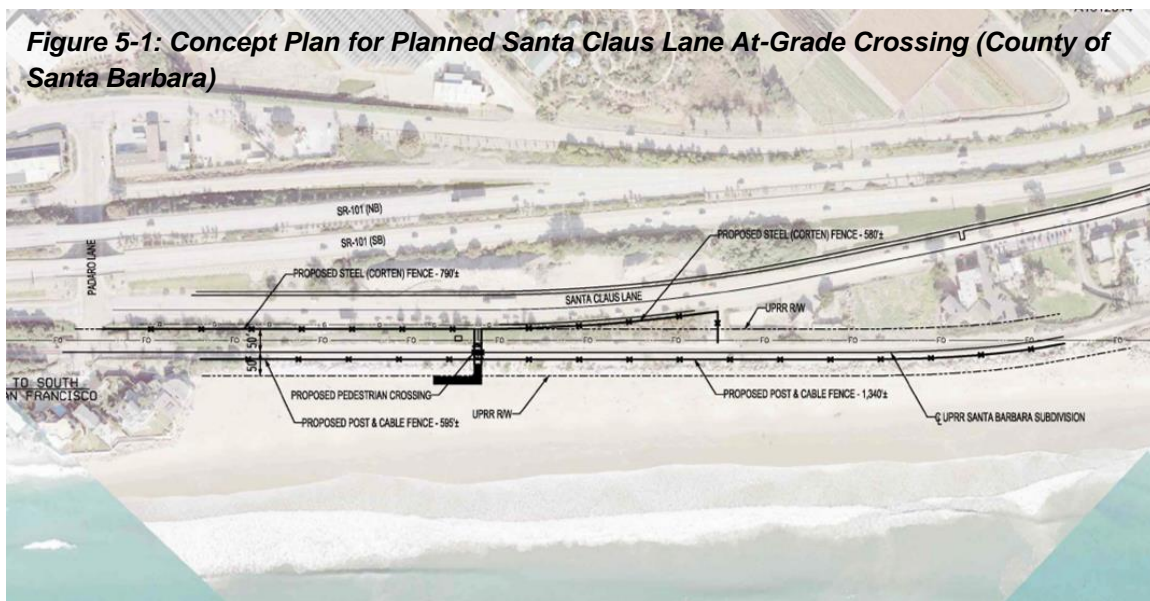 Figure 5-1: Concept Plan for Planned Santa Claus Lane At-Grade Crossing (County of
Santa Barbara)
SR-101 (NB)
SR-101 (SB)
PADARO LANE
PROPOSED STEEL (CORTEN) FENCE - 580'±
PROPOSED STEEL (CORTEN) FENCE - 790'±
SANTA CLAUS LANE
UPRR R/W
50'
50'
TO SOUTH
AN FRANCISCO
PROPOSED PEDESTRIAN CROSSING
PROPOSED POST & CABLE FENCE - 595'±
UPRR R/W
PROPOSED POST & CABLE FENCE - 1,340'±
℄ UPRR SANTA BARBARA SUBDIVISION